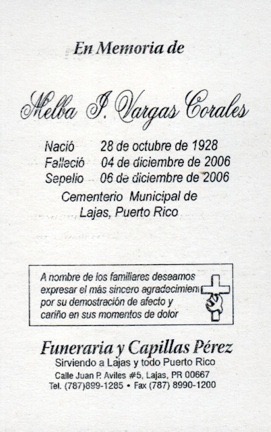 En Memoria de
Melba I. Vargas Corales
Nació 28 de octubre de 1928
Falleció 04 de diciembre de 2006
Sepelio 06 de diciembre de 2006
Cementerio Municipal de
Lajas, Puerto Rico
A nombre de los familiares deseamos
expresar el más sincero agradecimien
por su demostración de afecto y
cariño en sus momentos de dolor
Funeraria y Capillas Pérez
Sirviendo a Lajas y todo Puerto Rico
Calle Juan P. Aviles #5, Lajas, PR 00667
Tel. (787)899-1285 • Fax (787) 8990-1200